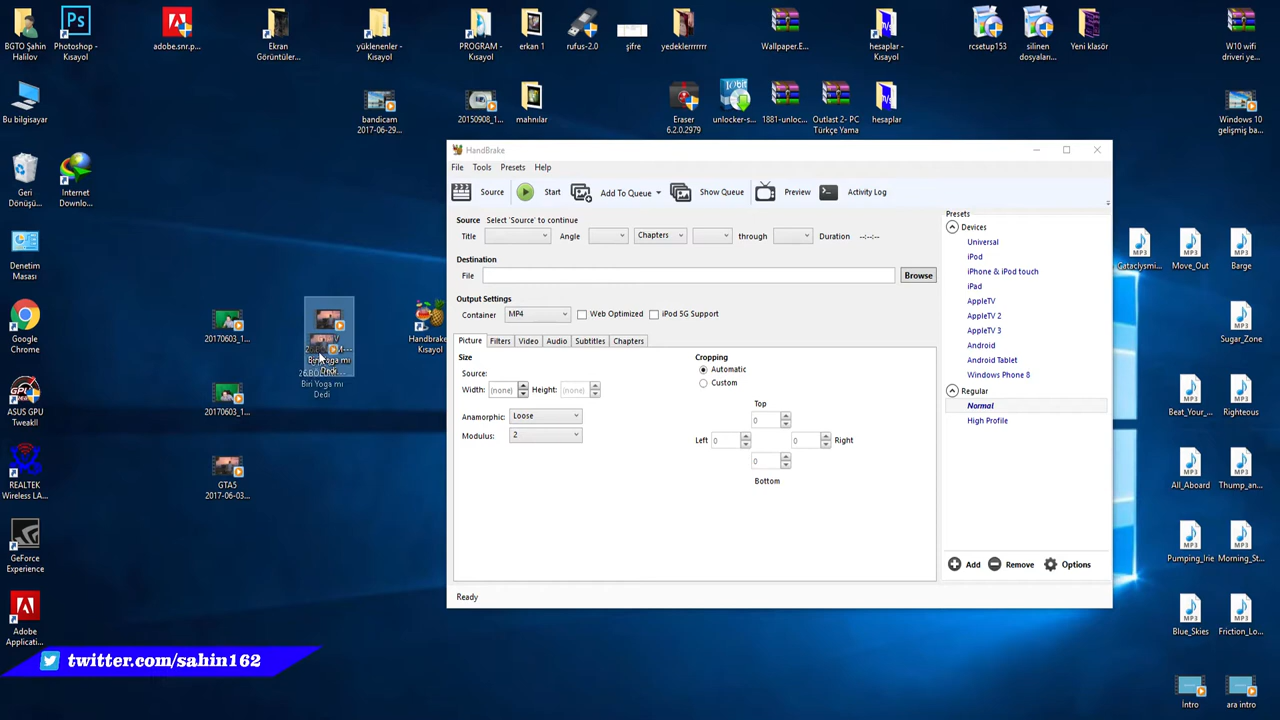 BGTO Şahin
Halilov
Photoshop -
Kısayol
adobe.snr.p...
Ekran
Görüntüler...
yüklenenler -
Kısayol
PROGRAM -
Kısayol
erkan 1
rufus-2.0
şifre
yedeklerrrrrr
Wallpaper.E...
hesaplar -
Kısayol
rcsetup153
silinen
dosyaları...
Yeni klasör
W10 wifi
driveri ye...
Bu bilgisayar
bandicam
2017-06-29...
20150908_1...
mahnılar
Eraser
6.2.0.2979
unlocker-s...
1881-unloc...
Outlast 2- PC
Türkçe Yama
hesaplar
Windows 10
gelişmiş ba...
Geri
Dönüşü...
Internet
Downlo...
Denetim
Masası
Google
Chrome
ASUS GPU
TweakII
REALTEK
Wireless LA...
GeForce
Experience
Adobe
Applicati...
20170603_1...
20170603_1...
GTA5
2017-06-03...
Biri Yoga mı
Dedi
Handbrake
Kısayol
HandBrake
File Tools Presets Help
Source Start Add To Queue Show Queue Preview Activity Log
Source Select 'Source' to continue
Title Angle Chapters through Duration --:--:--
Destination
File Browse
Output Settings
Container MP4 Web Optimized iPod 5G Support
Picture Filters Video Audio Subtitles Chapters
Size
Source:
Width: (none) Height: (none)
Anamorphic: Loose
Modulus: 2
Cropping
Automatic
Custom
Top
0
Left 0 0 Right
0
Bottom
Ready
Presets
Devices
Universal
iPod
iPhone & iPod touch
iPad
AppleTV
AppleTV 2
AppleTV 3
Android
Android Tablet
Windows Phone 8
Regular
Normal
High Profile
Add Remove Options
Cataclysmi...
Move_Out
Barge
Sugar_Zone
Beat_Your_...
Righteous
All_Aboard
Thump_an...
Pumping_Irie
Morning_St...
Blue_Skies
Friction_Lo...
Intro
ara intro
twitter.com/sahin162